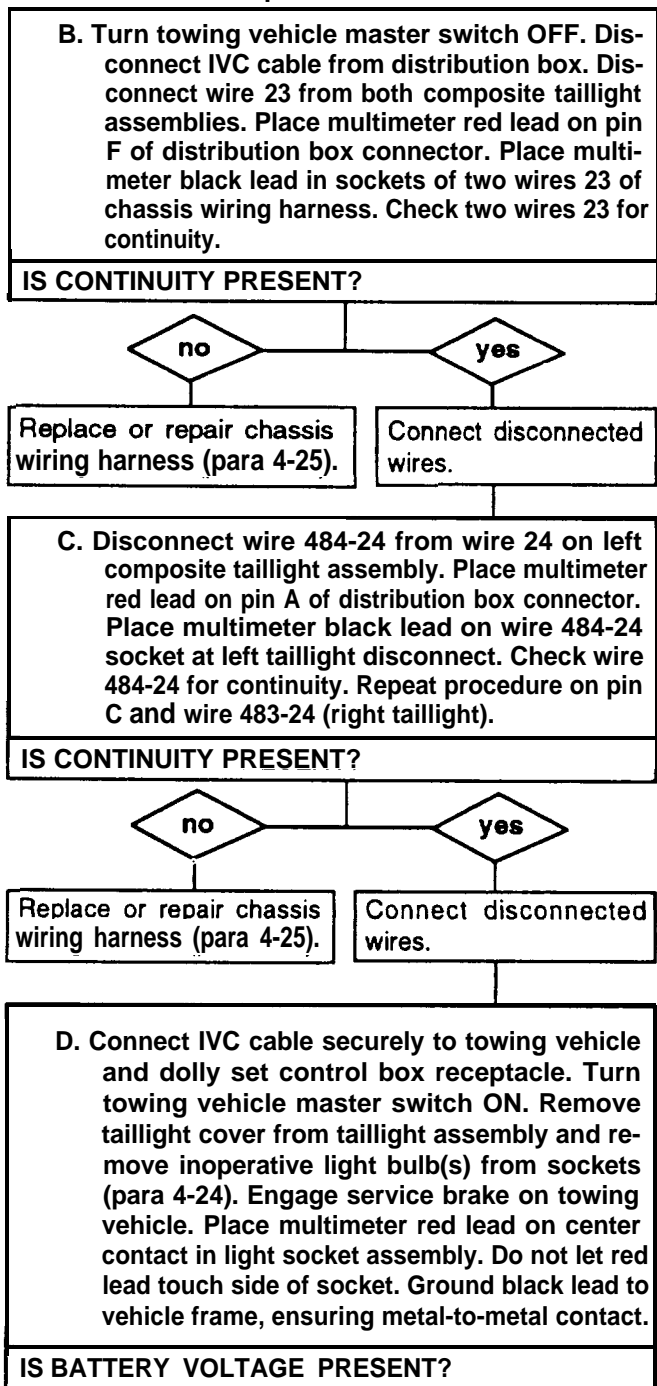 B. Turn towing vehicle master switch OFF. Dis-
connect IVC cable from distribution box. Dis-
connect wire 23 from both composite taillight
assemblies. Place multimeter red lead on pin
F of distribution box connector. Place multi-
meter black lead in sockets of two wires 23 of
chassis wiring harness. Check two wires 23 for
continuity.
IS CONTINUITY PRESENT?
no
yes
Replace or repair chassis
wiring harness (para 4-25).
Connect disconnected
wires.
C. Disconnect wire 484-24 from wire 24 on left
composite taillight assembly. Place multimeter
red lead on pin A of distribution box connector.
Place multimeter black lead on wire 484-24
socket at left taillight disconnect. Check wire
484-24 for continuity. Repeat procedure on pin
C and wire 483-24 (right taillight).
IS CONTINUITY PRESENT?
no
yes
Replace or repair chassis
wiring harness (para 4-25).
Connect disconnected
wires.
D. Connect IVC cable securely to towing vehicle
and dolly set control box receptacle. Turn
towing vehicle master switch ON. Remove
taillight cover from taillight assembly and re-
move inoperative light bulb(s) from sockets
(para 4-24). Engage service brake on towing
vehicle. Place multimeter red lead on center
contact in light socket assembly. Do not let red
lead touch side of socket. Ground black lead to
vehicle frame, ensuring metal-to-metal contact.
IS BATTERY VOLTAGE PRESENT?